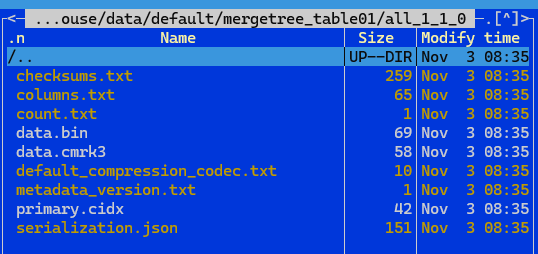 <— ...ouse/data/default/mergetree_table01/all_1_1_0 —.[^]>
.n Name Size Modify time
/.. UP--DIR Nov 3 08:35
checksums.txt 259 Nov 3 08:35
columns.txt 65 Nov 3 08:35
count.txt 1 Nov 3 08:35
data.bin 69 Nov 3 08:35
data.cmrk3 58 Nov 3 08:35
default_compression_codec.txt 10 Nov 3 08:35
metadata_version.txt 1 Nov 3 08:35
primary.cidx 42 Nov 3 08:35
serialization.json 151 Nov 3 08:35